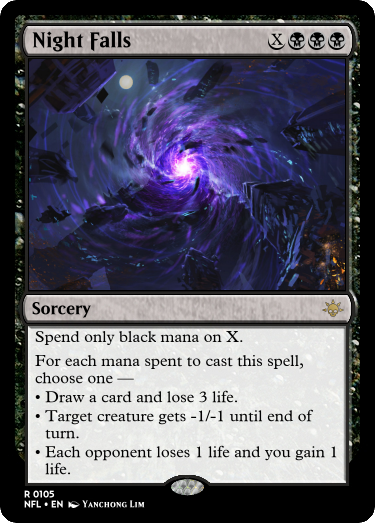 Night Falls X
Sorcery
Spend only black mana on X.
For each mana spent to cast this spell,
choose one —
• Draw a card and lose 3 life.
• Target creature gets -1/-1 until end of
turn.
• Each opponent loses 1 life and you gain 1
life.
R 0105
NFL • EN Yanchong Lim